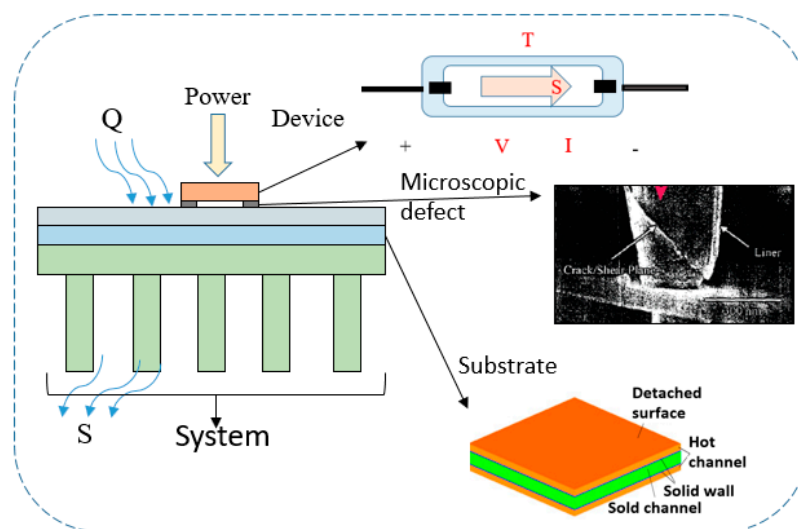 T
Power
Q
Device
S
+ V I -
Microscopic
defect
Crack/Shear Plane
Liner
Substrate
S
System
Detached
surface
Hot
channel
Solid wall
Sold channel